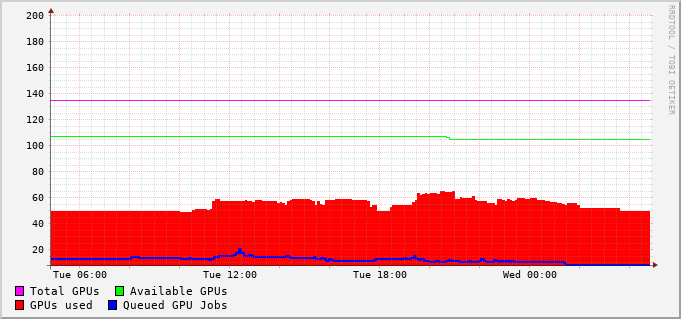 200
180
160
140
120
100
80
60
40
20
Tue 06:00 Tue 12:00 Tue 18:00 Wed 00:00
Total GPUs Available GPUs
GPUs used Queued GPU Jobs
RRDTOOL / TOBI OETIKER